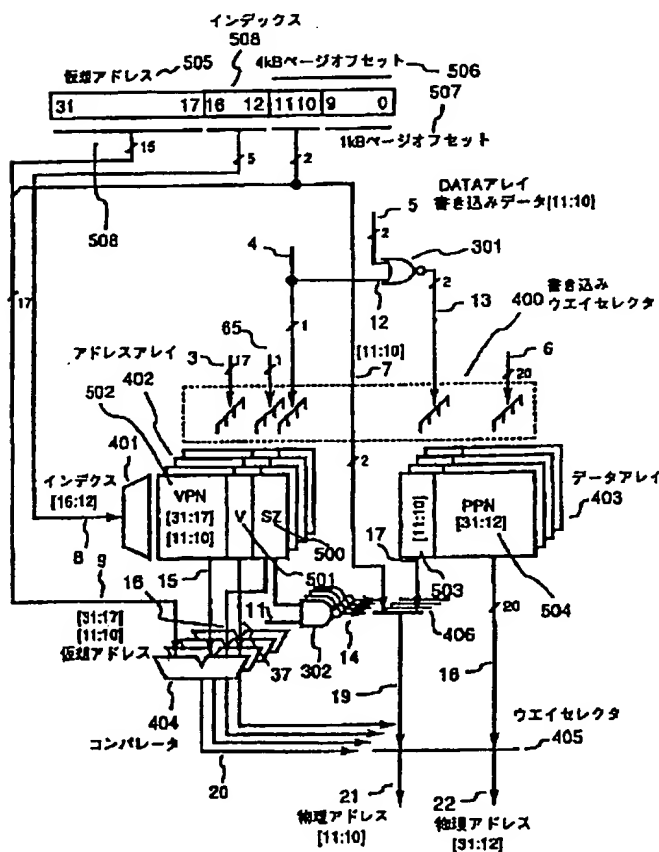 インデックス
508
仮想アドレス 505
4kBページオフセット
506
31 17 16 12 11 10 9 0
507
1kBページオフセット
508
15
5
2
DATAアレイ
書き込みデータ[11:10]
5
2
301
4
17
12
2
13
400
書き込み
ウエイセレクタ
65
アドレスアレイ
3
17
1
1
[11:10]
7
6
20
402
502
401
インデクス
[16:12]
8
VPN
[31:17]
[11:10]
V
SZ
500
501
2
データアレイ
403
[11:10]
PPN
[31:12]
17
503
504
9
15
16
11
302
14
406
20
[31:17]
[11:10]
仮想アドレス
37
404
コンパレータ
20
19
18
ウエイセレクタ
405
21
22
物理アドレス
[11:10]
物理アドレス
[31:12]